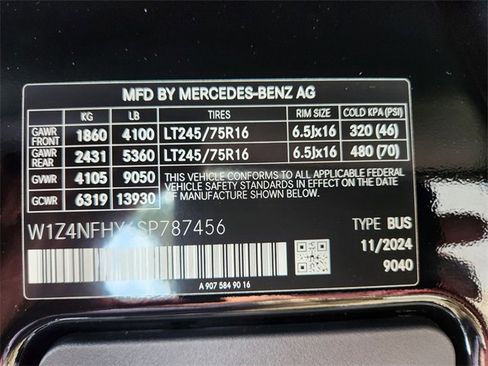 MFD BY MERCEDES-BENZ AG
KG LB TIRES RIM SIZE COLD KPA (PSI)
GAWR FRONT 1860 4100 LT245/75R16 6.5Jx16 320 (46)
GAWR REAR 2431 5360 LT245/75R16 6.5Jx16 480 (70)
GVWR 4105 9050 THIS VEHICLE CONFORMS TO ALL APPLICABLE FEDERAL MOTOR
GCWR 6319 13930 VEHICLE SAFETY STANDARDS IN EFFECT ON THE DATE
OF MANUFACTURE SHOWN BELOW.
SP787456
TYPE BUS
11/2024
9040
A 907 584 90 16